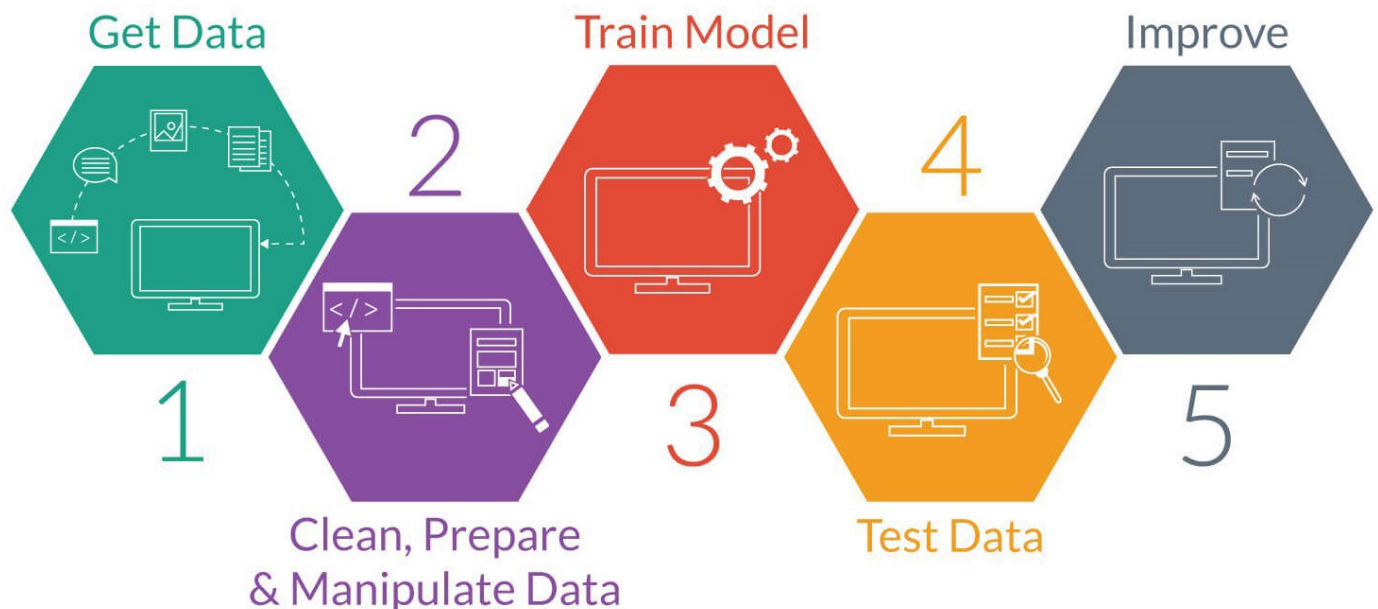 Get Data
1
</>
2
</>
Clean, Prepare
& Manipulate Data
Train Model
3
4
Test Data
Improve
5